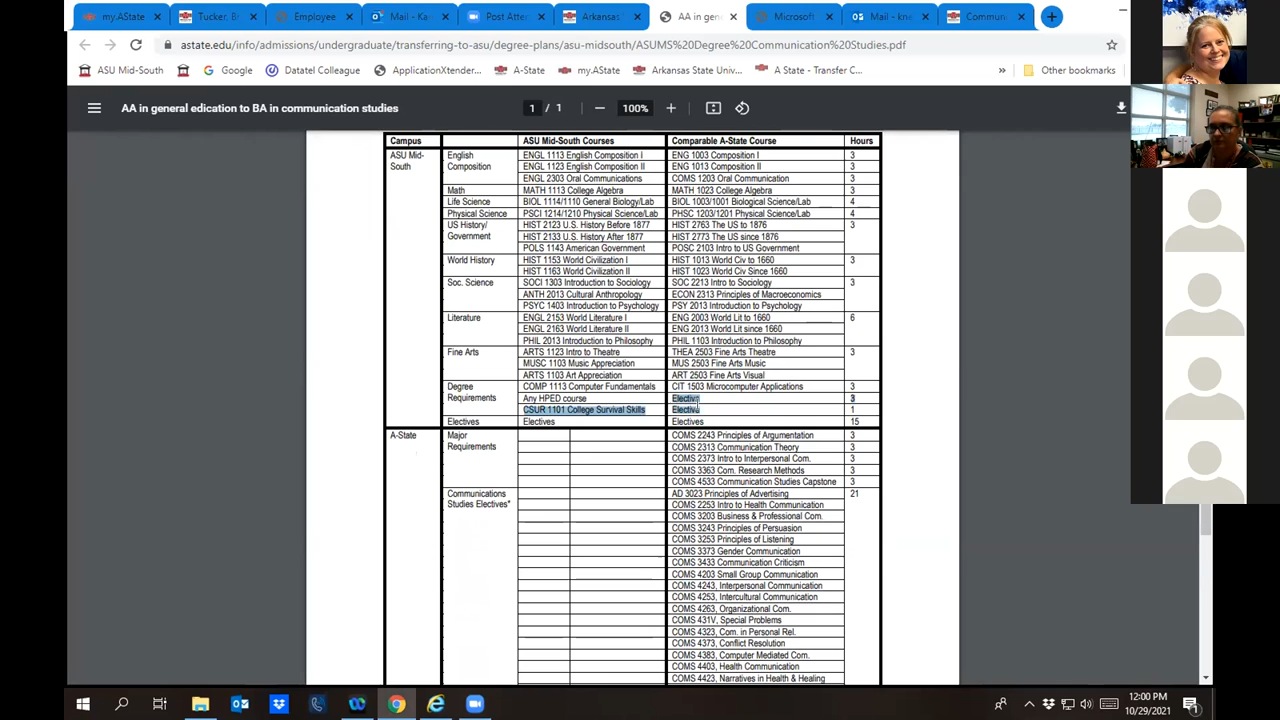 my.AState
Tucker, B
Employee
Mail - Ka
Post Atte
Arkansas
AA in gene
Microsoft
Mail - kne
Commun
astate.edu/info/admissions/undergraduate/transferring-to-asu/degree-plans/asu-midsouth/ASUMS%20Degree%20Communication%20Studies.pdf
ASU Mid-South
Google
Datatel Colleague
ApplicationXtender...
A-State
my.AState
Arkansas State Univ...
A State - Transfer C...
»
Other bookmarks
AA in general edication to BA in communication studies
1 / 1
100%
Campus ASU Mid-South Courses Comparable A-State Course Hours
ASU Mid-South English Composition ENGL 1113 English Composition I ENG 1003 Composition I 3
ENGL 1123 English Composition II ENG 1013 Composition II 3
ENGL 2303 Oral Communications COMS 1203 Oral Communication 3
Math MATH 1113 College Algebra MATH 1023 College Algebra 3
Life Science BIOL 1114/1110 General Biology/Lab BIOL 1003/1001 Biological Science/Lab 4
Physical Science PSCI 1214/1210 Physical Science/Lab PHSC 1203/1201 Physical Science/Lab 4
US History/ Government HIST 2123 U.S. History Before 1877 HIST 2763 The US to 1876 3
HIST 2133 U.S. History After 1877 HIST 2773 The US since 1876
POLS 1143 American Government POSC 2103 Intro to US Government
World History HIST 1153 World Civilization I HIST 1013 World Civ to 1660 3
HIST 1163 World Civilization II HIST 1023 World Civ Since 1660
Soc. Science SOCI 1303 Introduction to Sociology SOC 2213 Intro to Sociology 3
ANTH 2013 Cultural Anthropology ECON 2313 Principles of Macroeconomics
PSYC 1403 Introduction to Psychology PSY 2013 Introduction to Psychology
Literature ENGL 2153 World Literature I ENG 2003 World Lit to 1660 6
ENGL 2163 World Literature II ENG 2013 World Lit since 1660
PHIL 2013 Introduction to Philosophy PHIL 1103 Introduction to Philosophy
Fine Arts ARTS 1123 Intro to Theatre THEA 2503 Fine Arts Theatre 3
MUSC 1103 Music Appreciation MUS 2503 Fine Arts Music
ARTS 1103 Art Appreciation ART 2503 Fine Arts Visual
Degree Requirements COMP 1113 Computer Fundamentals CIT 1503 Microcomputer Applications 3
Any HPED course Elective 3
CSUR 1101 College Survival Skills Elective 1
Electives Electives Electives 15
A-State Major Requirements COMS 2243 Principles of Argumentation 3
COMS 2313 Communication Theory 3
COMS 2373 Intro to Interpersonal Com. 3
COMS 3363 Com. Research Methods 3
COMS 4533 Communication Studies Capstone 3
Communications Studies Electives* AD 3023 Principles of Advertising 21
COMS 2253 Intro to Health Communication
COMS 3203 Business & Professional Com.
COMS 3243 Principles of Persuasion
COMS 3253 Principles of Listening
COMS 3373 Gender Communication
COMS 3433 Communication Criticism
COMS 4203 Small Group Communication
COMS 4243, Interpersonal Communication
COMS 4253, Intercultural Communication
COMS 4263, Organizational Com.
COMS 431V, Special Problems
COMS 4323, Com. in Personal Rel.
COMS 4373, Conflict Resolution
COMS 4383, Computer Mediated Com.
COMS 4403, Health Communication
COMS 4423, Narratives in Health & Healing
12:00 PM
10/29/2021